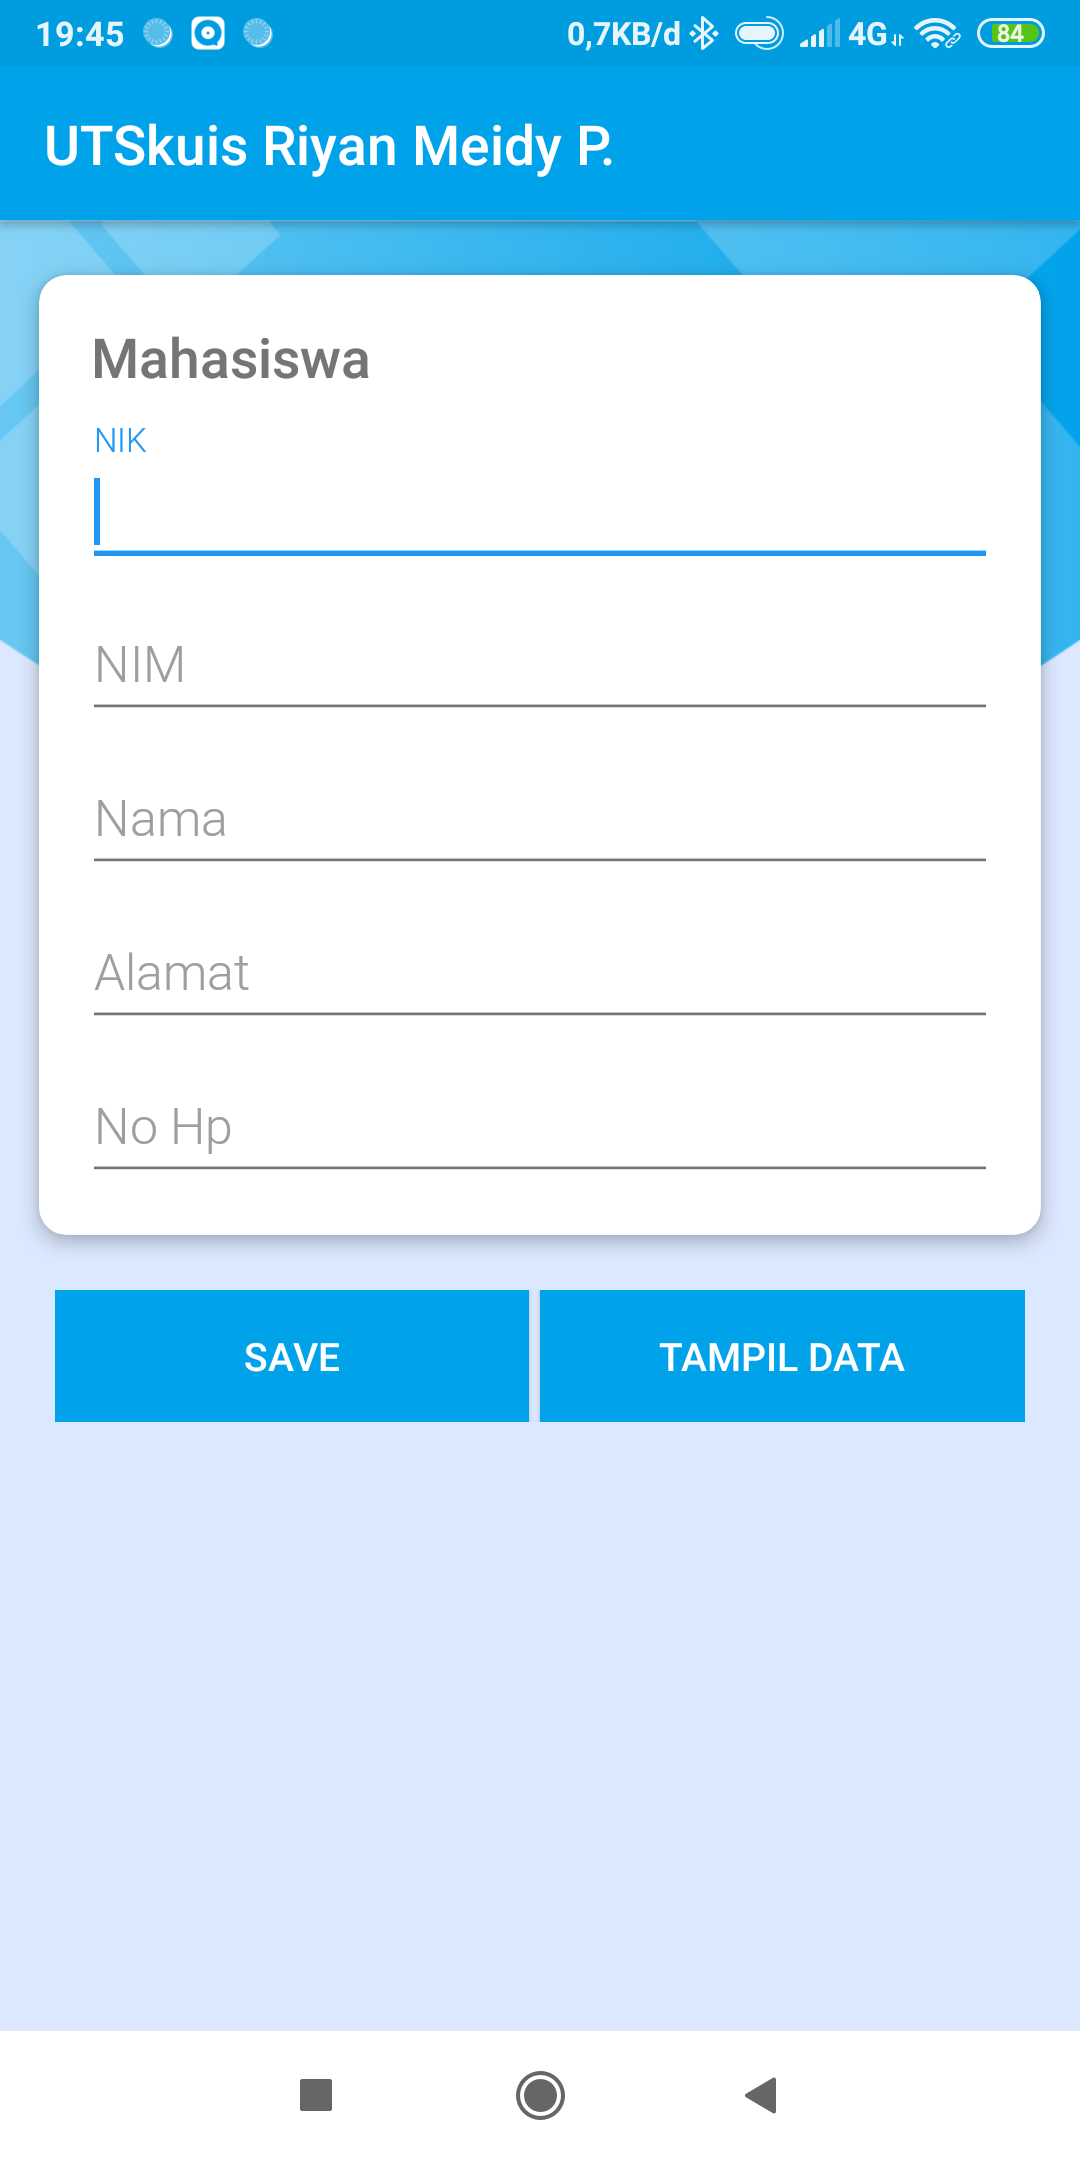 19:45 0,7KB/d 4G 84
UTSkuis Riyan Meidy P.
Mahasiswa
NIK
NIM
Nama
Alamat
No Hp
SAVE TAMPIL DATA